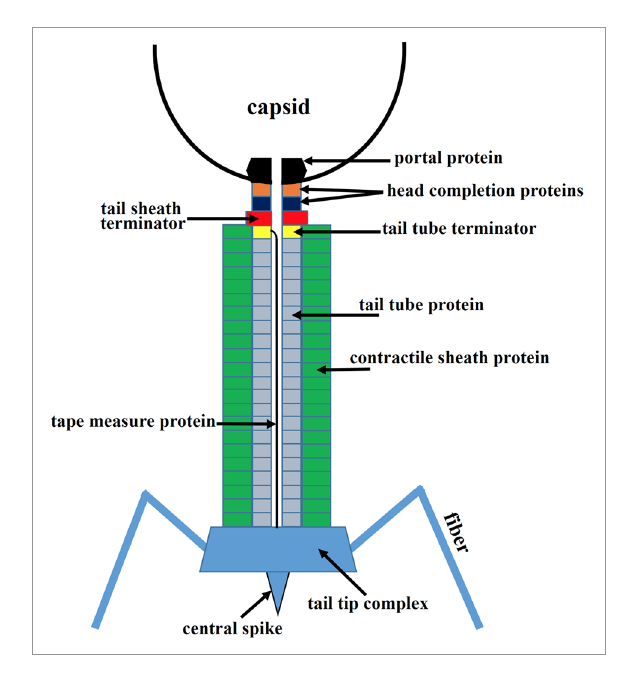 capsid
portal protein
head completion proteins
tail sheath
terminator
tail tube terminator
tail tube protein
contractile sheath protein
tape measure protein
fiber
tail tip complex
central spike